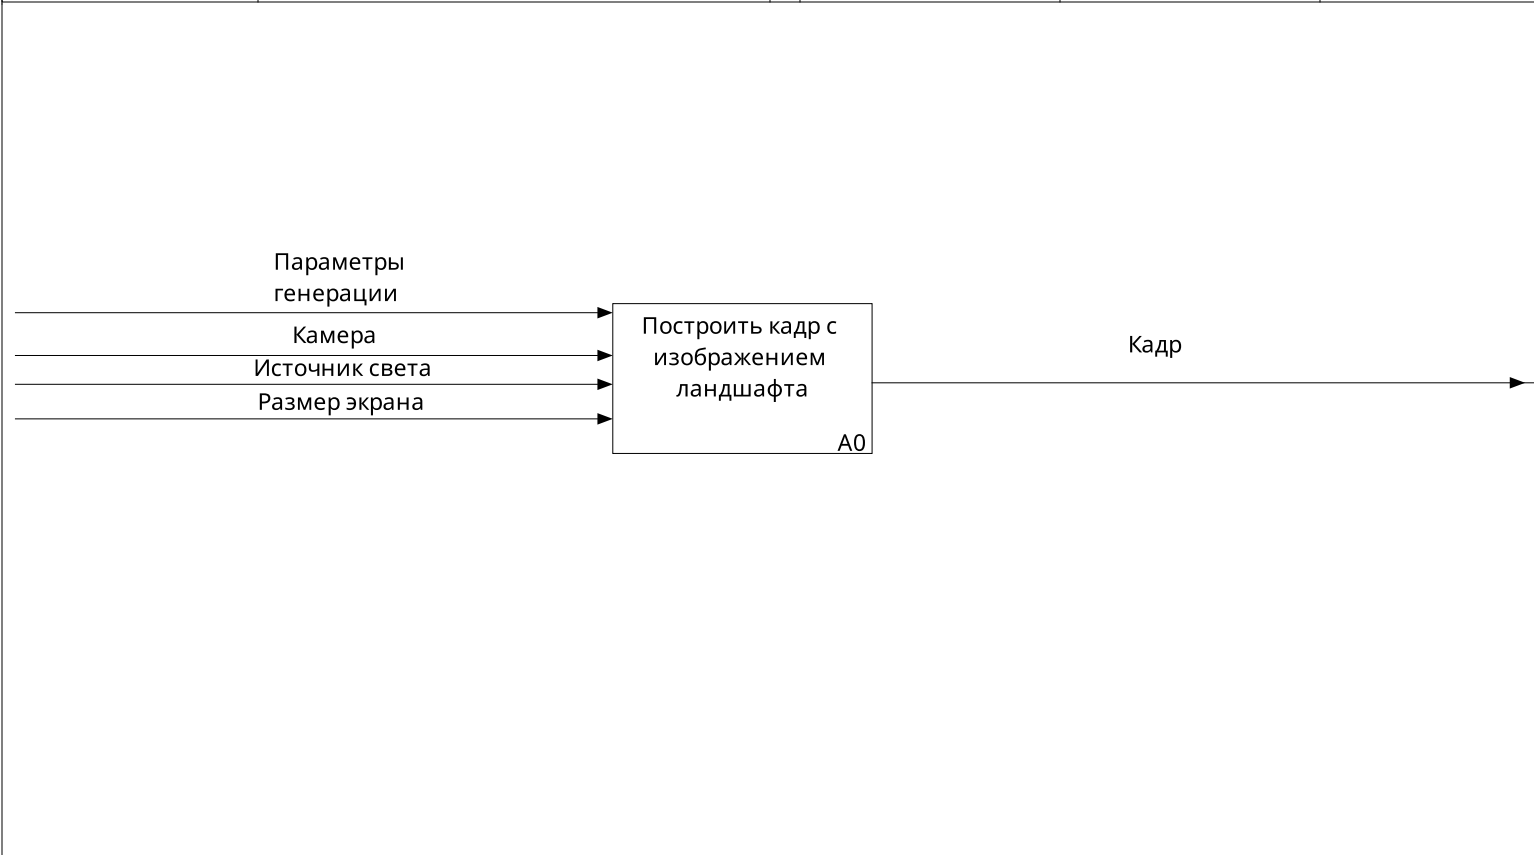 Параметры
генерации
Камера
Источник света
Размер экрана
Построить кадр с
изображением
ландшафта
A0
Кадр